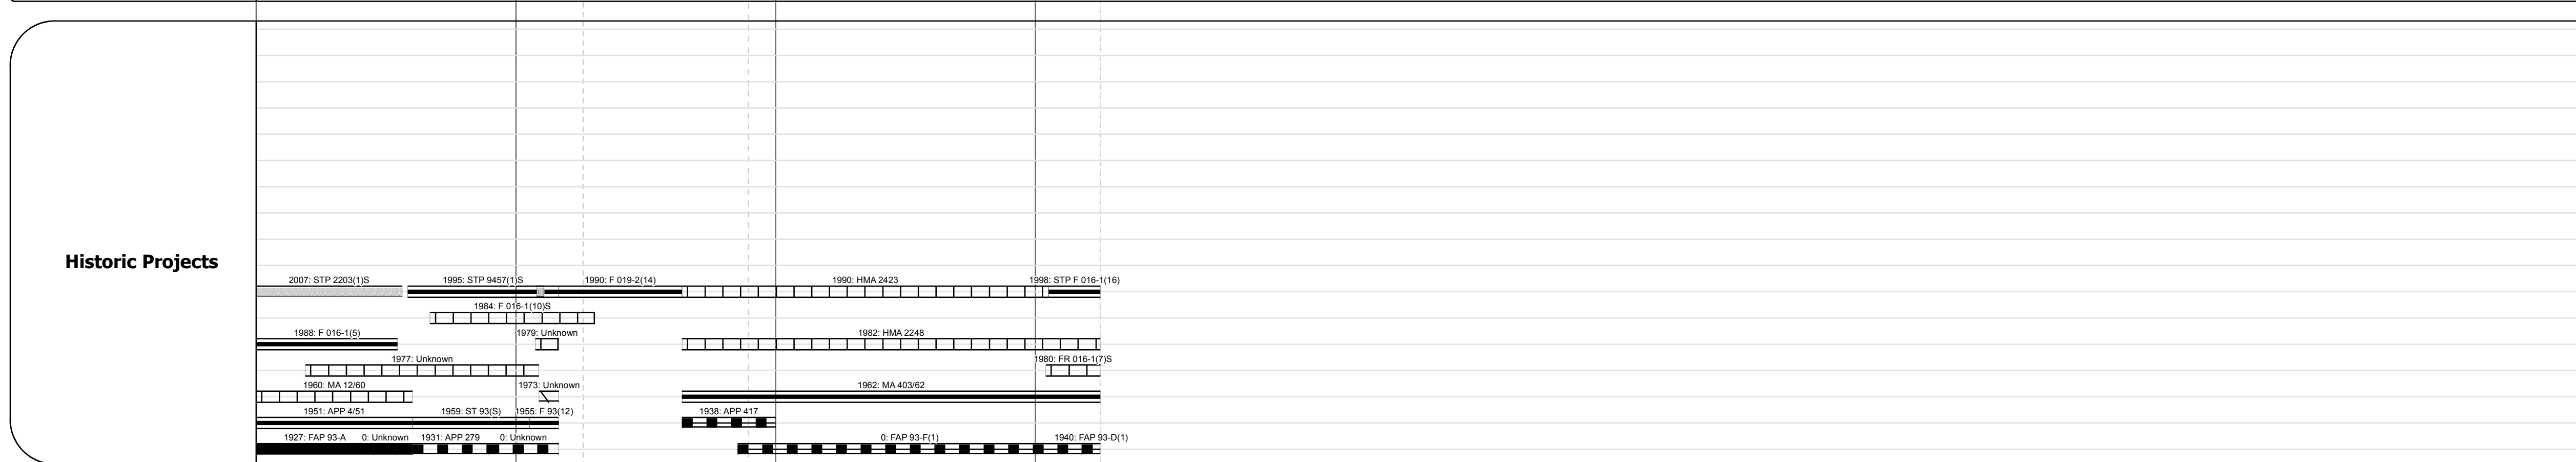 Historic Projects
2007: STP 2203(1)S 1995: STP 9457(1)S 1990: F 019-2(14) 1990: HMA 2423 1998: STP F 016-1(16)
1984: F 016-1(10)S
1988: F 016-1(5) 1979: Unknown 1982: HMA 2248
1977: Unknown 1980: FR 016-1(7)S
1960: MA 12/60 1973: Unknown 1962: MA 403/62
1951: APP 4/51 1959: ST 93(S) 1955: F 93(12) 1938: APP 417
1927: FAP 93-A 0: Unknown 1931: APP 279 0: Unknown 0: FAP 93-F(1) 1940: FAP 93-D(1)